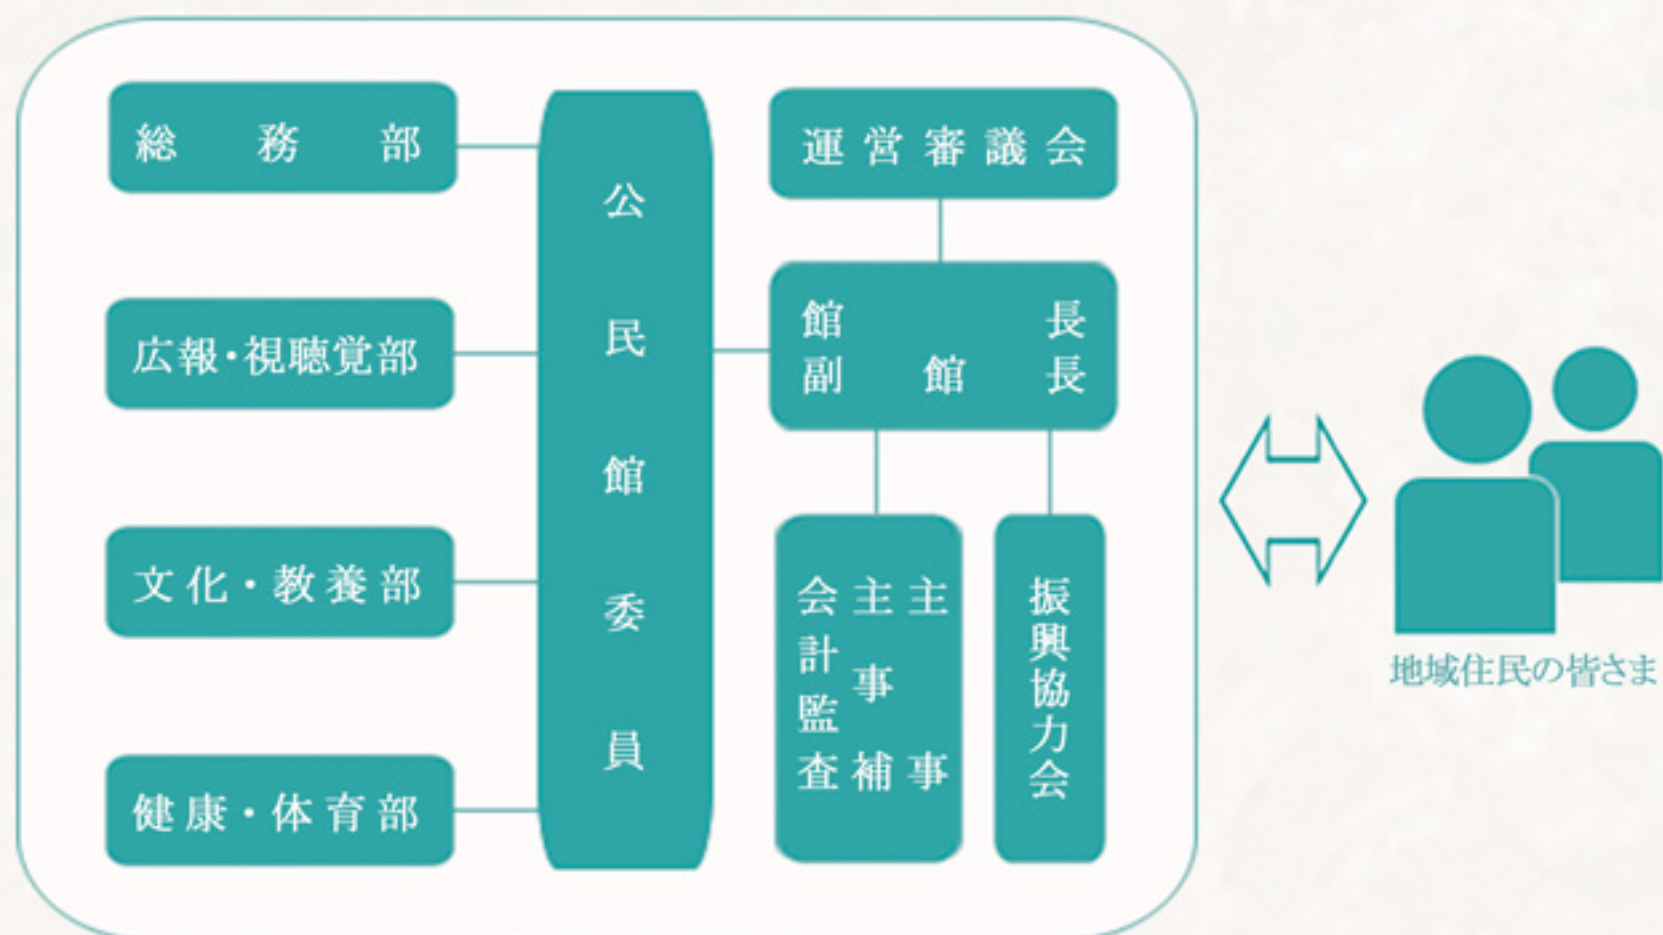 総務部
広報・視聴覚部
文化・教養部
健康・体育部
公民館委員
運営審議会
館長
副館長
主事
主事補
会計監査
振興協力会
地域住民の皆さま